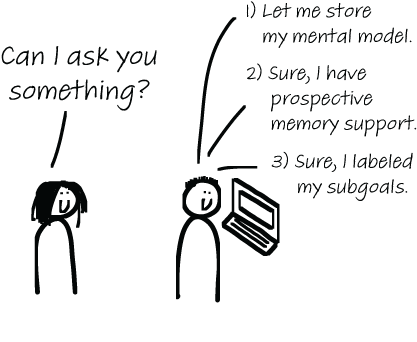 Can I ask you
something?
1) Let me store
my mental model.
2) Sure, I have
prospective
memory support.
3) Sure, I labeled
my subgoals.